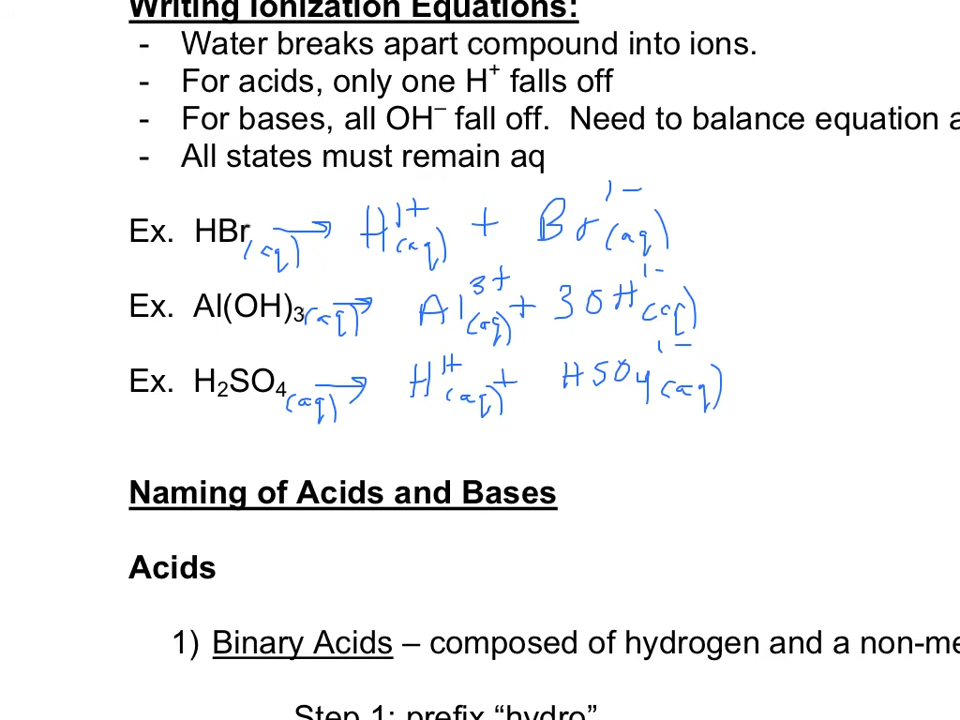 Writing Ionization Equations:
- Water breaks apart compound into ions.
- For acids, only one H⁺ falls off
- For bases, all OH⁻ fall off. Need to balance equation a
- All states must remain aq
Ex. HBr(aq) → H¹⁺(aq) + Br¹⁻(aq)
Ex. Al(OH)₃(aq) → Al³⁺(aq) + 3OH¹⁻(aq)
Ex. H₂SO₄(aq) → H¹⁺(aq) + HSO₄¹⁻(aq)
Naming of Acids and Bases
Acids
1) Binary Acids – composed of hydrogen and a non-me
Step 1: prefix “hydro”